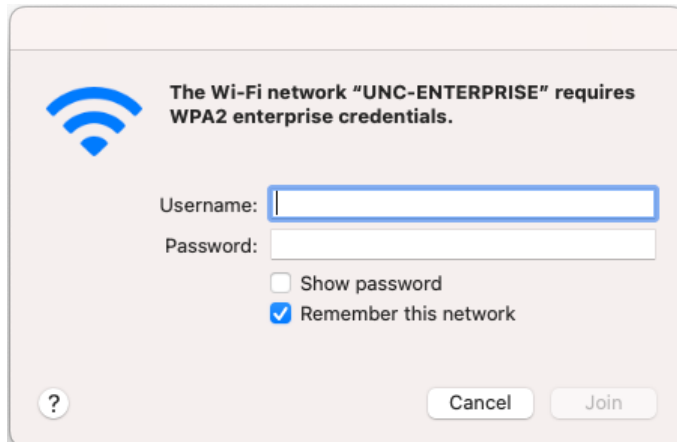 The Wi-Fi network “UNC-ENTERPRISE” requires
WPA2 enterprise credentials.
Username:
Password:
Show password
Remember this network
? Cancel Join